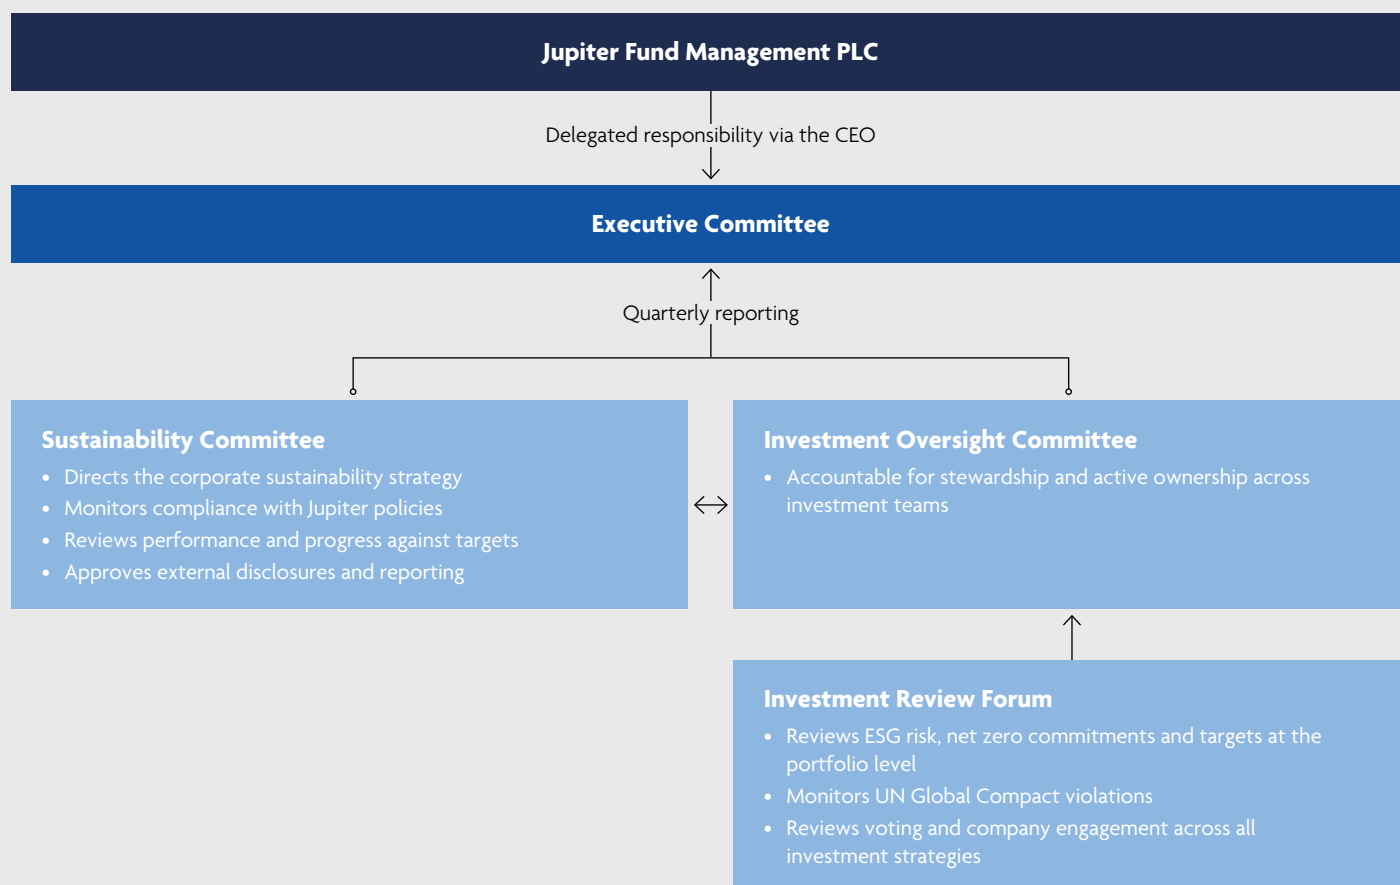 Jupiter Fund Management PLC
Delegated responsibility via the CEO
Executive Committee
Quarterly reporting
Sustainability Committee
• Directs the corporate sustainability strategy
• Monitors compliance with Jupiter policies
• Reviews performance and progress against targets
• Approves external disclosures and reporting
Investment Oversight Committee
• Accountable for stewardship and active ownership across
investment teams
Investment Review Forum
• Reviews ESG risk, net zero commitments and targets at the
portfolio level
• Monitors UN Global Compact violations
• Reviews voting and company engagement across all
investment strategies